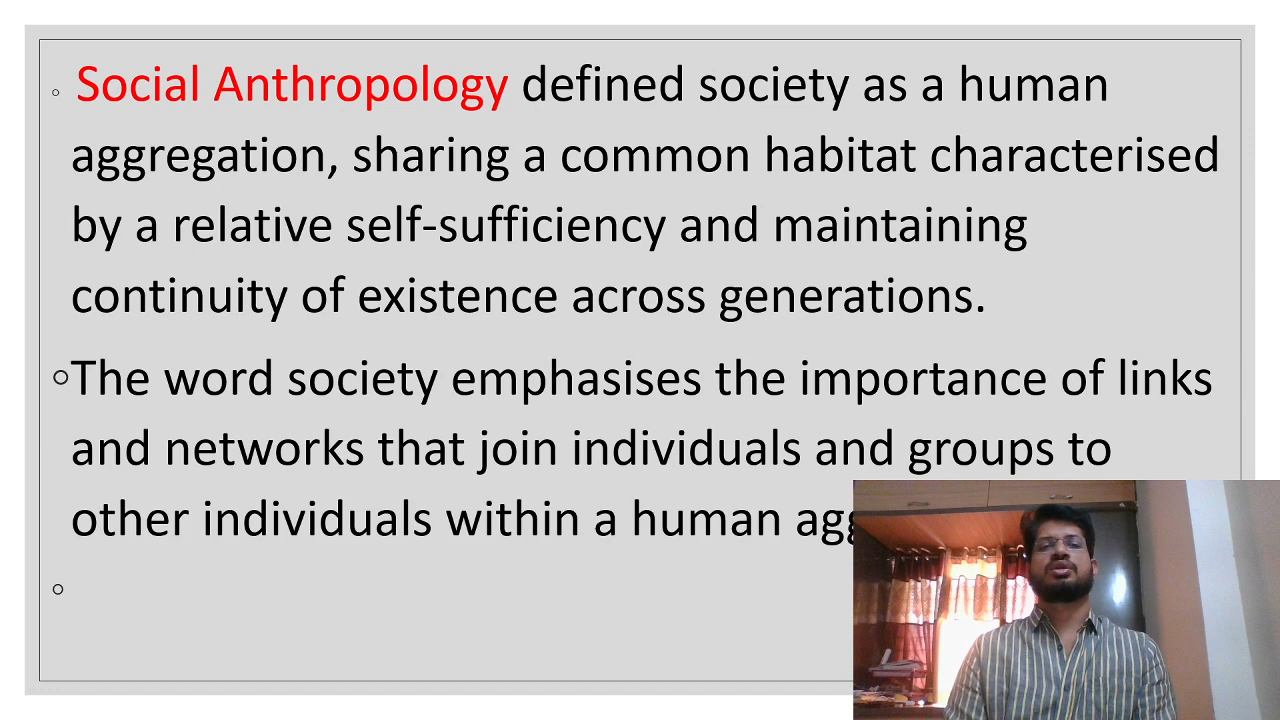 Social Anthropology defined society as a human
aggregation, sharing a common habitat characterised
by a relative self-sufficiency and maintaining
continuity of existence across generations.
The word society emphasises the importance of links
and networks that join individuals and groups to
other individuals within a human